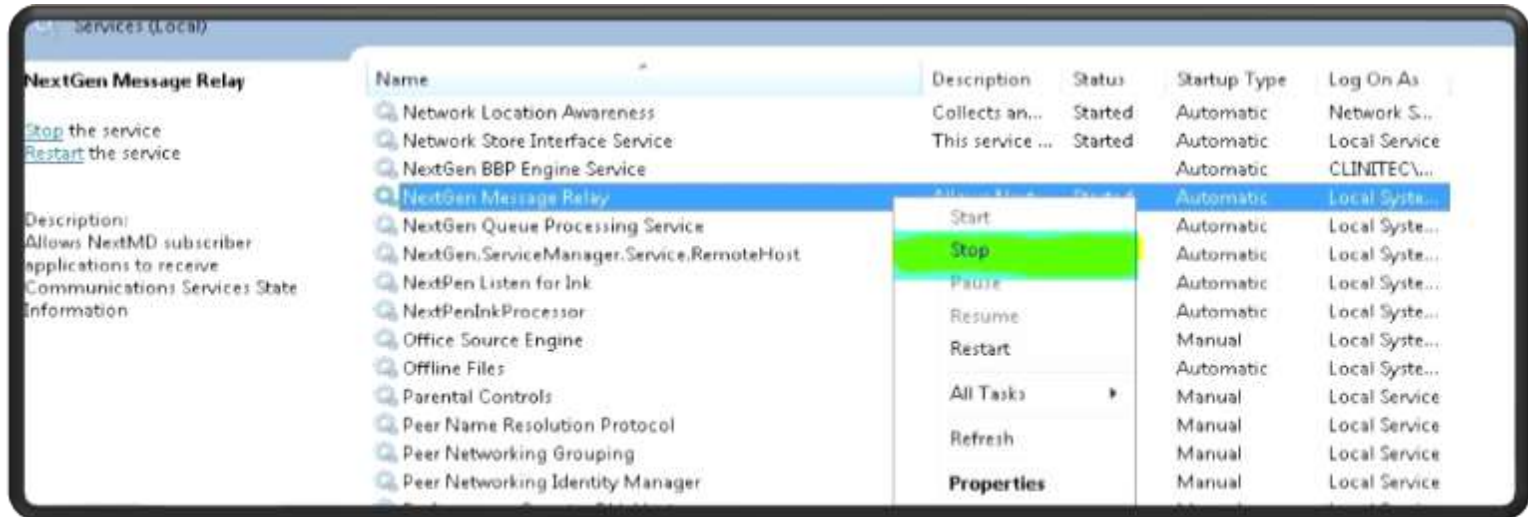 Services (Local)
NextGen Message Relay
Stop the service
Restart the service
Description:
Allows NextMD subscriber
applications to receive
Communications Services State
Information
Name Description Status Startup Type Log On As
Network Location Awareness Collects an... Started Automatic Network S...
Network Store Interface Service This service ... Started Automatic Local Service
NextGen BBP Engine Service Automatic CLINITEC\...
NextGen Message Relay Automatic Local Syste...
NextGen Queue Processing Service Automatic Local Syste...
NextGen.ServiceManager.Service.RemoteHost Automatic Local Syste...
NextPen Listen for Ink Automatic Local Syste...
NextPenInkProcessor Automatic Local Syste...
Office Source Engine Manual Local Syste...
Offline Files Automatic Local Syste...
Parental Controls Manual Local Service
Peer Name Resolution Protocol Manual Local Service
Peer Networking Grouping Manual Local Service
Peer Networking Identity Manager Manual Local Service
Start
Stop
Pause
Resume
Restart
All Tasks
Refresh
Properties